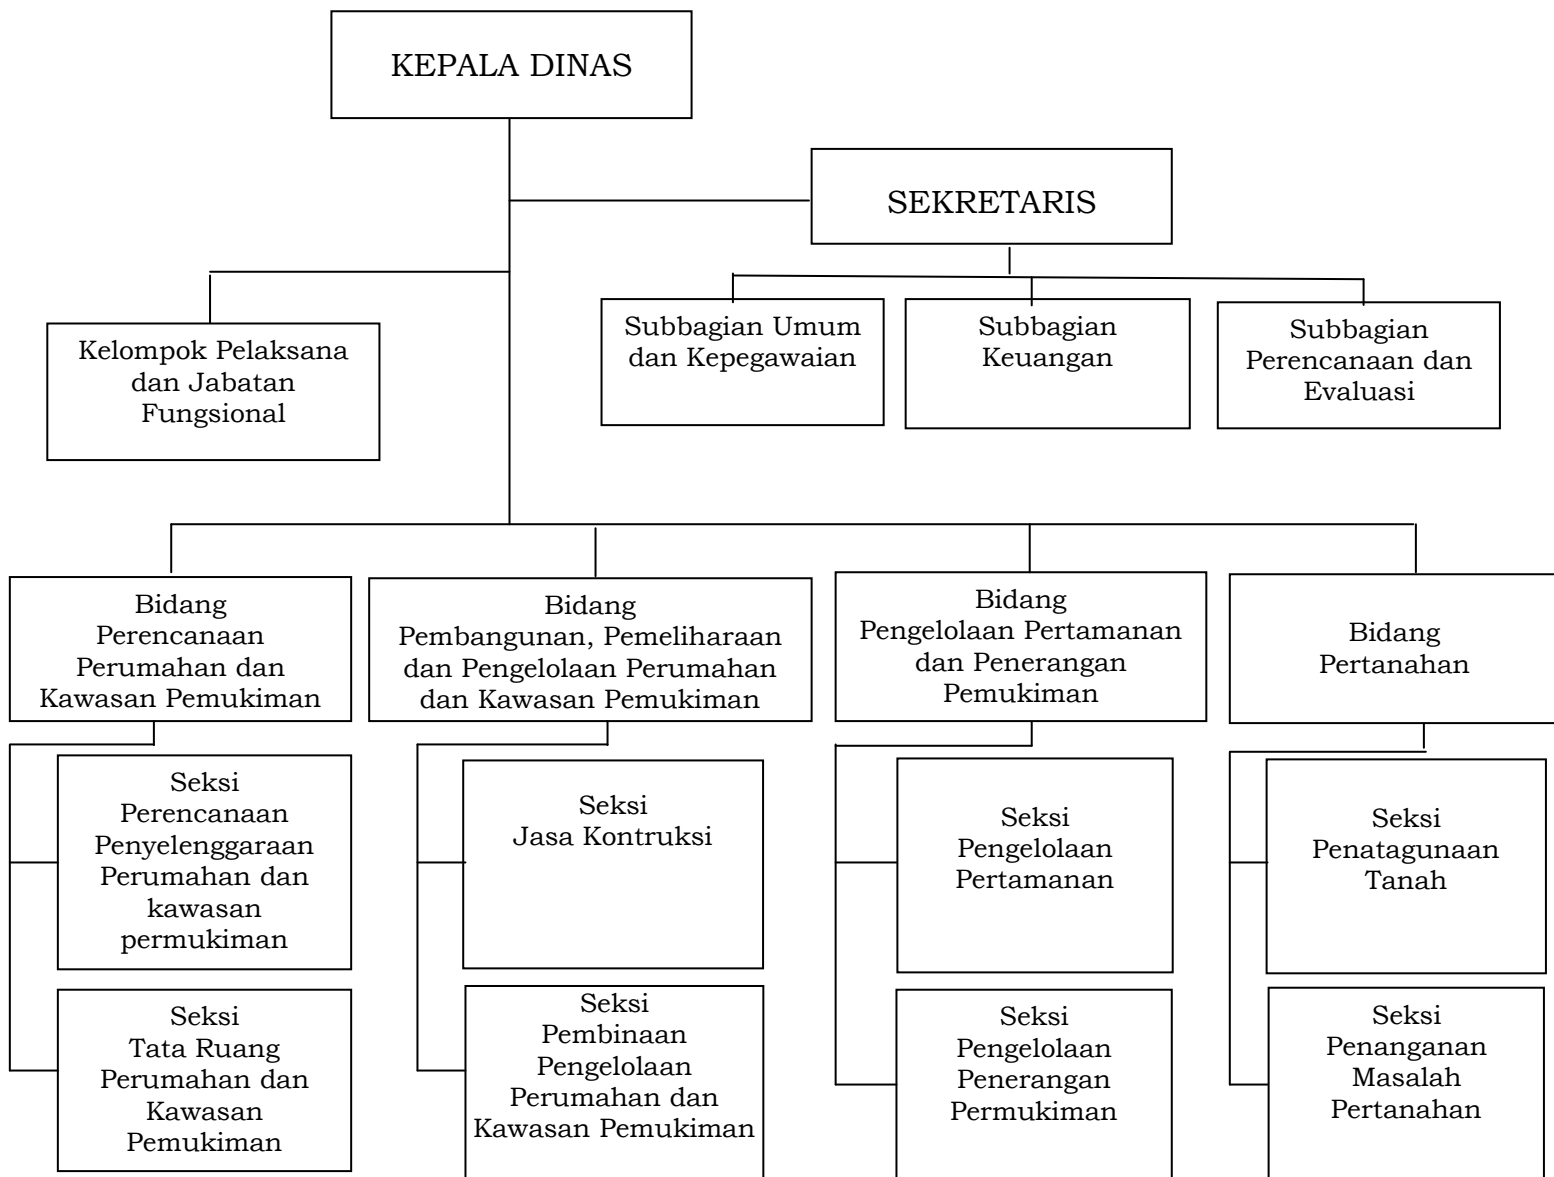 KEPALA DINAS
SEKRETARIS
Kelompok Pelaksana
dan Jabatan
Fungsional
Subbagian Umum
dan Kepegawaian
Subbagian
Keuangan
Subbagian
Perencanaan dan
Evaluasi
Bidang
Perencanaan
Perumahan dan
Kawasan Pemukiman
Bidang
Pembangunan, Pemeliharaan
dan Pengelolaan Perumahan
dan Kawasan Pemukiman
Bidang
Pengelolaan Pertamanan
dan Penerangan
Pemukiman
Bidang
Pertanahan
Seksi
Perencanaan
Penyelenggaraan
Perumahan dan
kawasan
permukiman
Seksi
Jasa Kontruksi
Seksi
Pengelolaan
Pertamanan
Seksi
Penatagunaan
Tanah
Seksi
Tata Ruang
Perumahan dan
Kawasan
Pemukiman
Seksi
Pembinaan
Pengelolaan
Perumahan dan
Kawasan Pemukiman
Seksi
Pengelolaan
Penerangan
Permukiman
Seksi
Penanganan
Masalah
Pertanahan